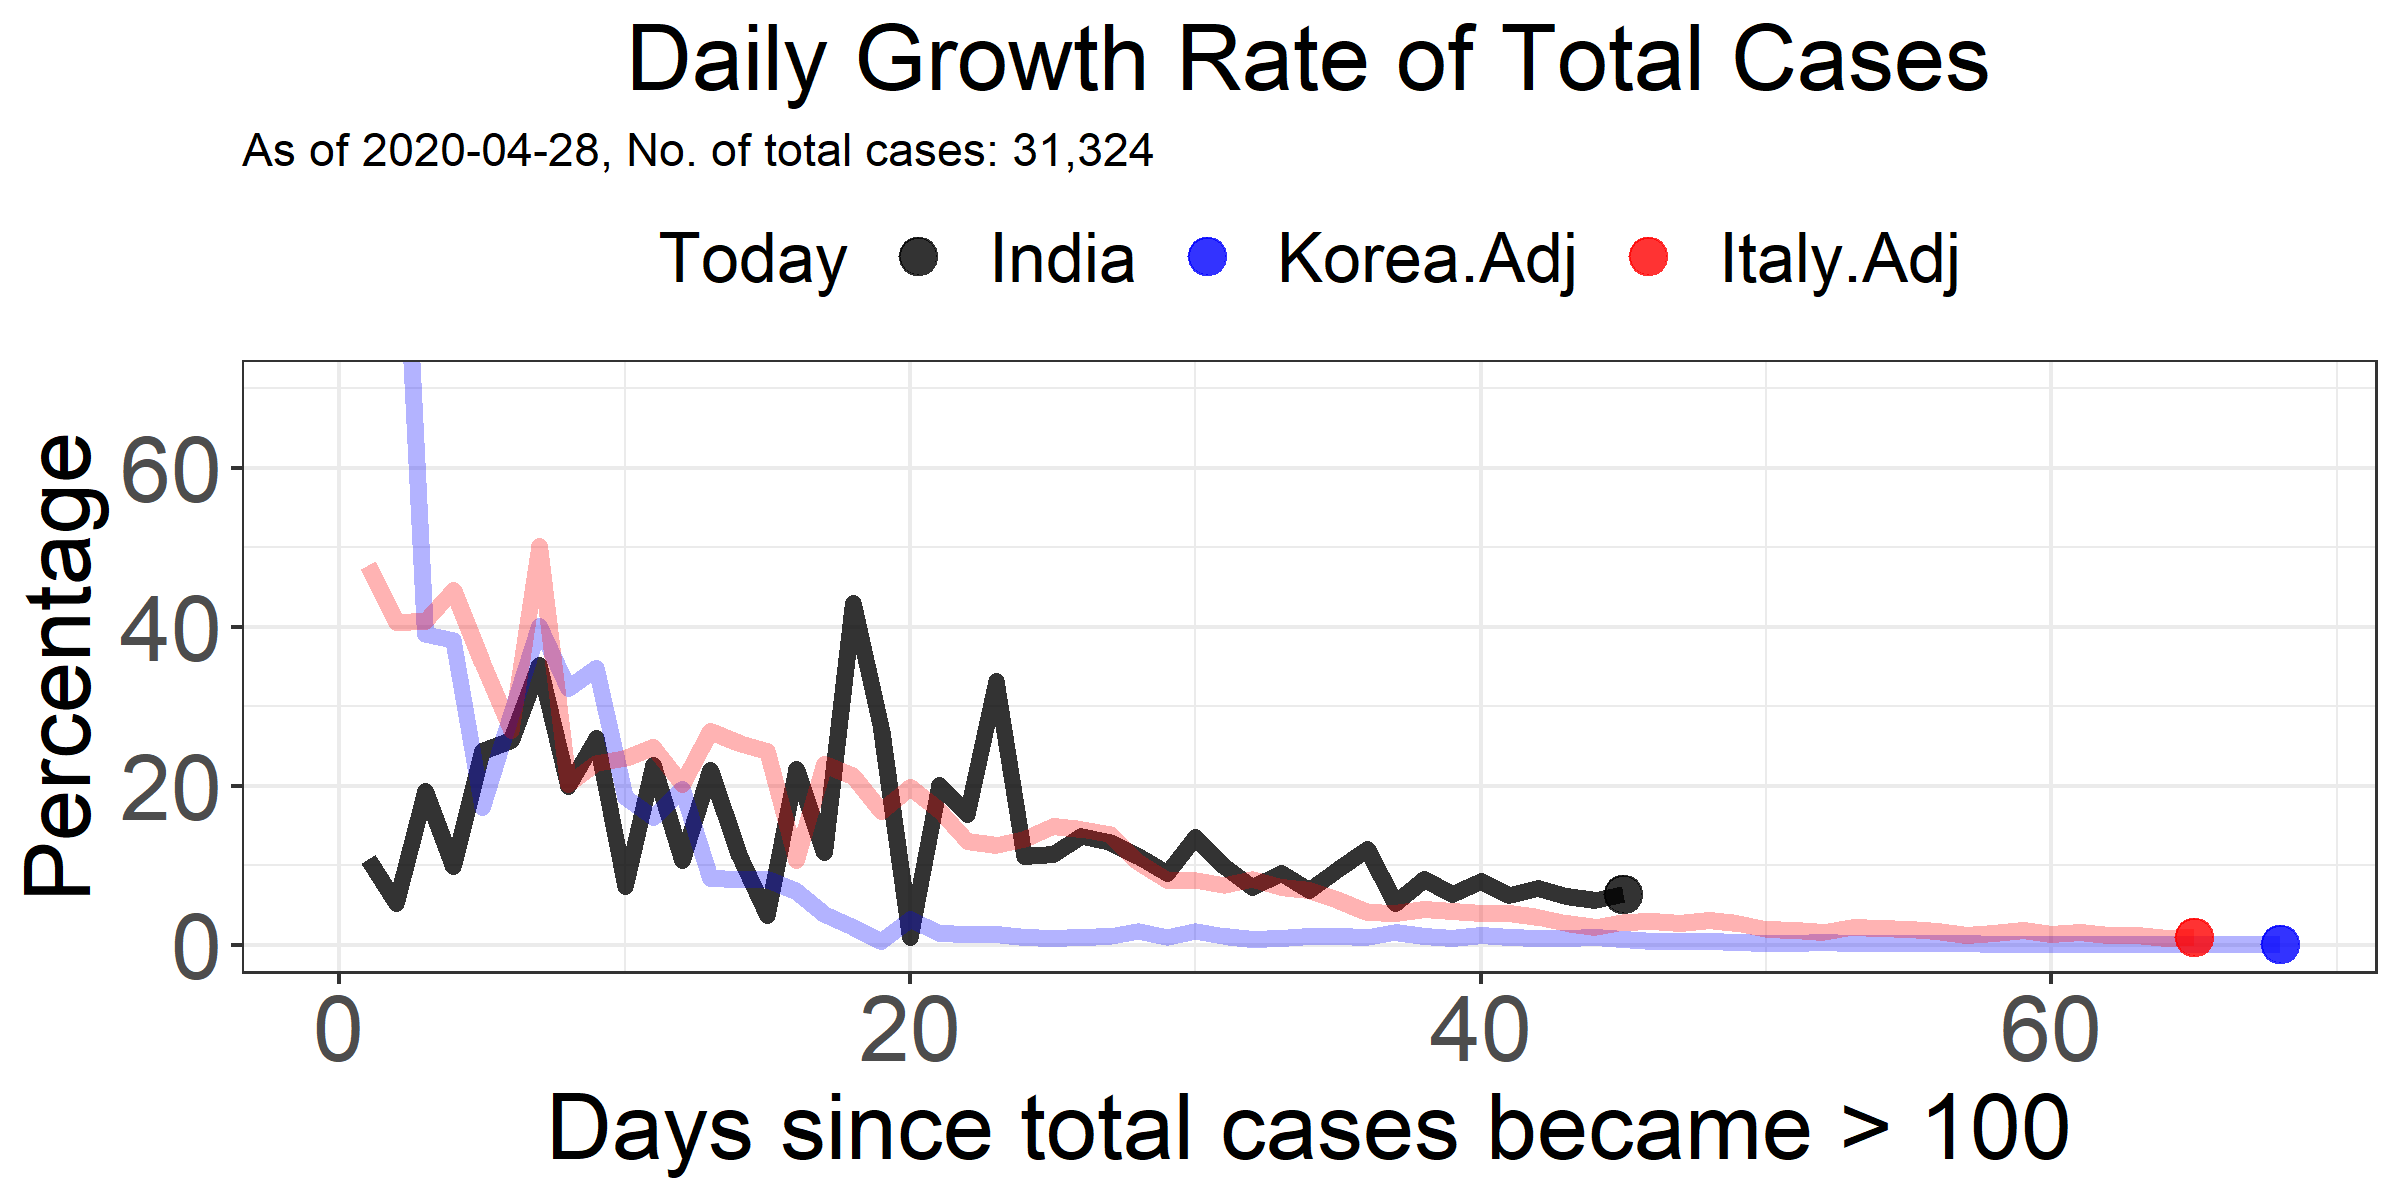 Daily Growth Rate of Total Cases
As of 2020-04-28, No. of total cases: 31,324
Today India Korea.Adj Italy.Adj
Percentage
60
40
20
0
0 20 40 60
Days since total cases became > 100